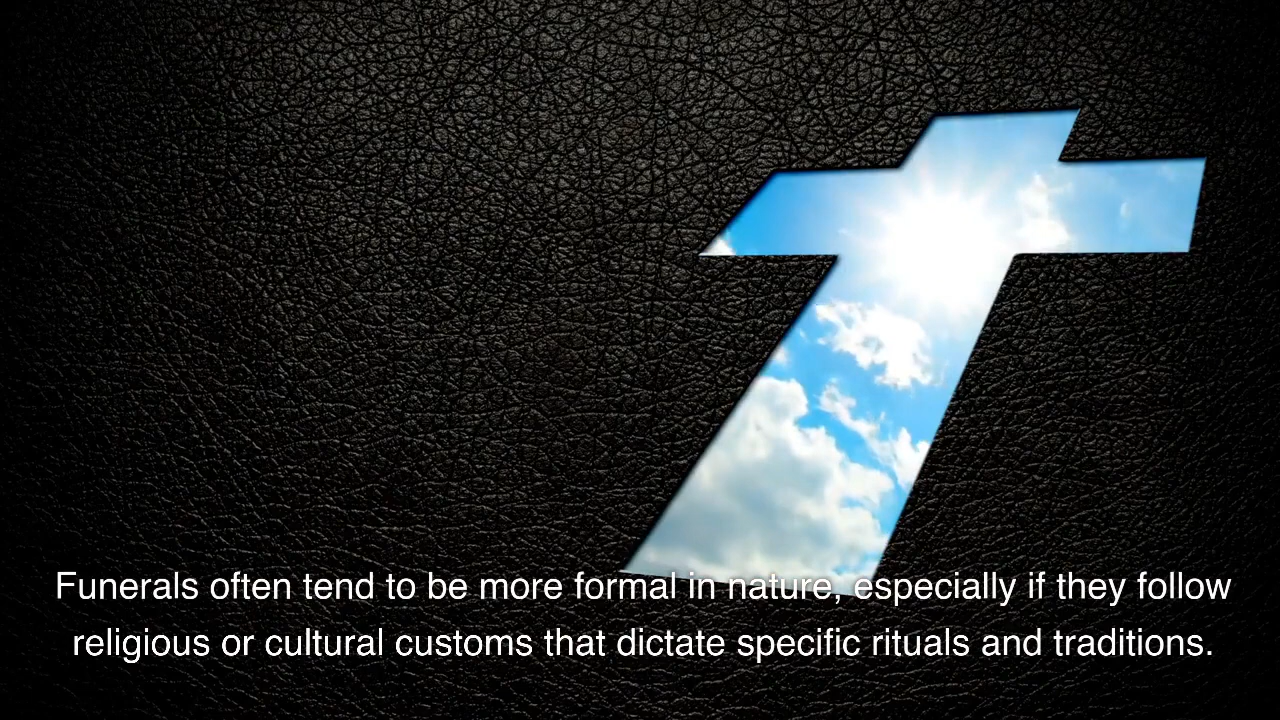 Funerals often tend to be more formal in nature, especially if they follow
religious or cultural customs that dictate specific rituals and traditions.